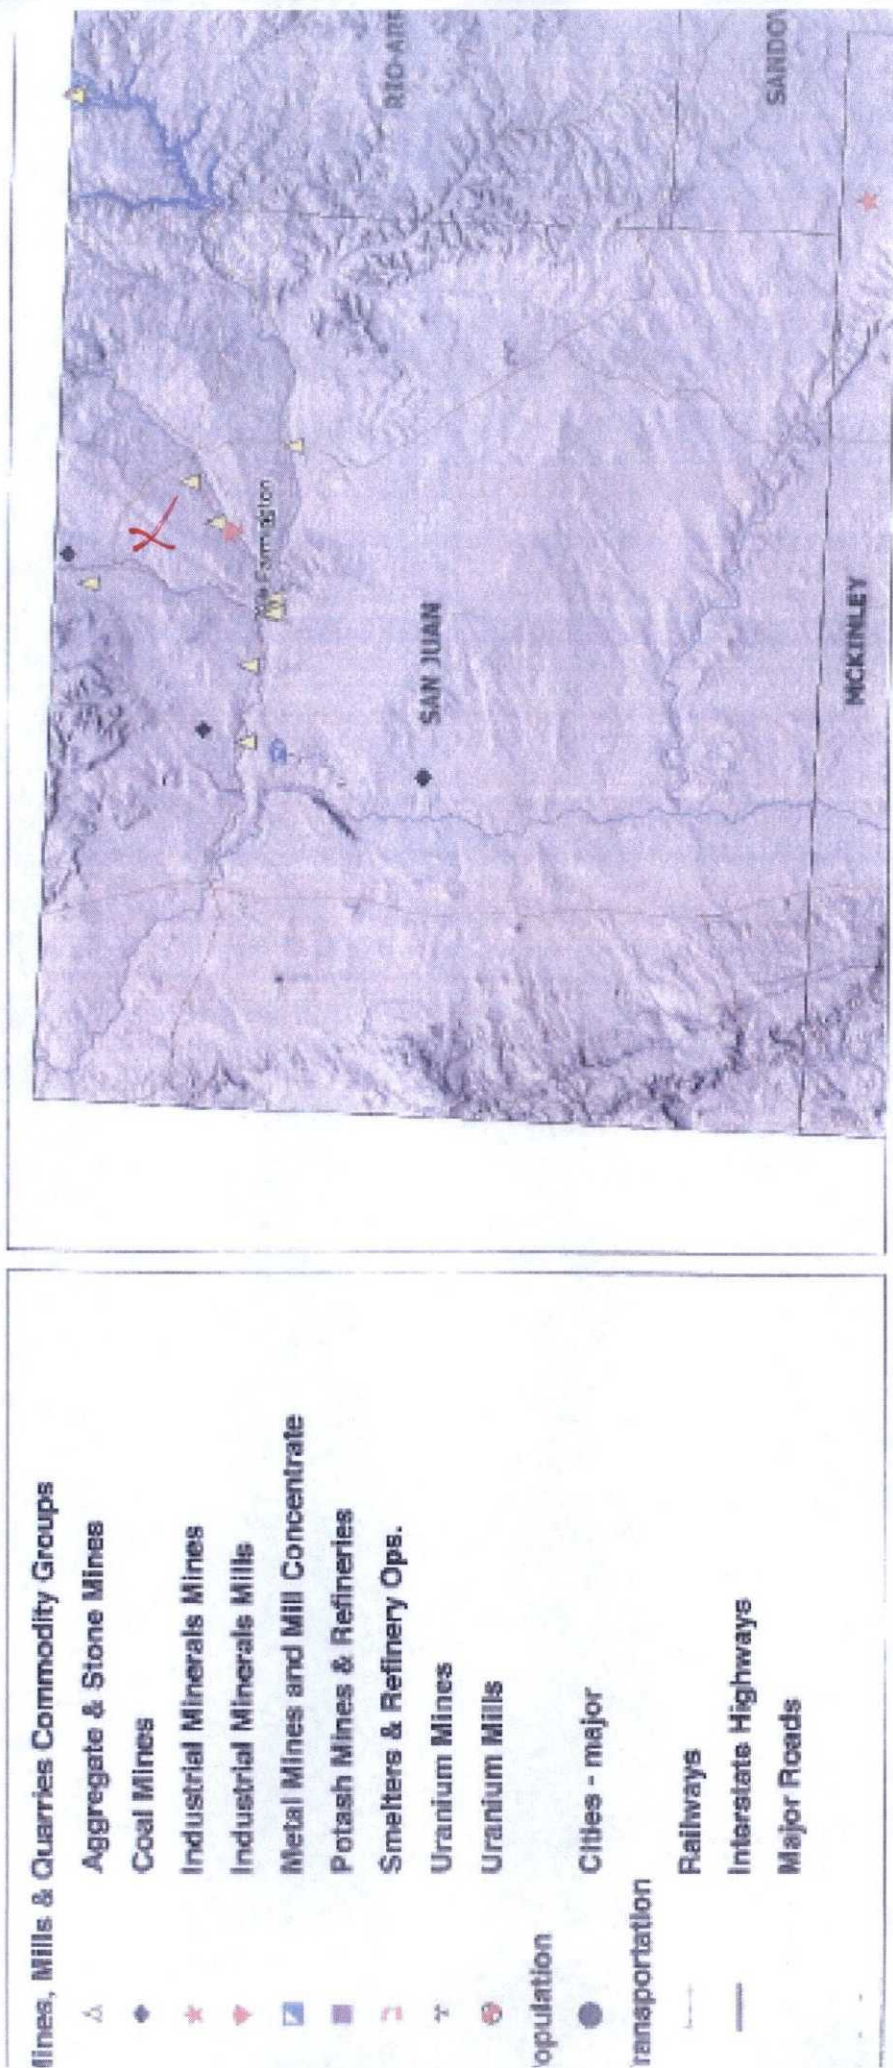 RIO ARR
SANDOV
Farmington
SAN JUAN
MCKINLEY
Mines, Mills & Quarries Commodity Groups
Aggregate & Stone Mines
Coal Mines
Industrial Minerals Mines
Industrial Minerals Mills
Metal Mines and Mill Concentrate
Potash Mines & Refineries
Smelters & Refinery Ops.
Uranium Mines
Uranium Mills
opulation
Cities - major
ransportation
Railways
Interstate Highways
Major Roads